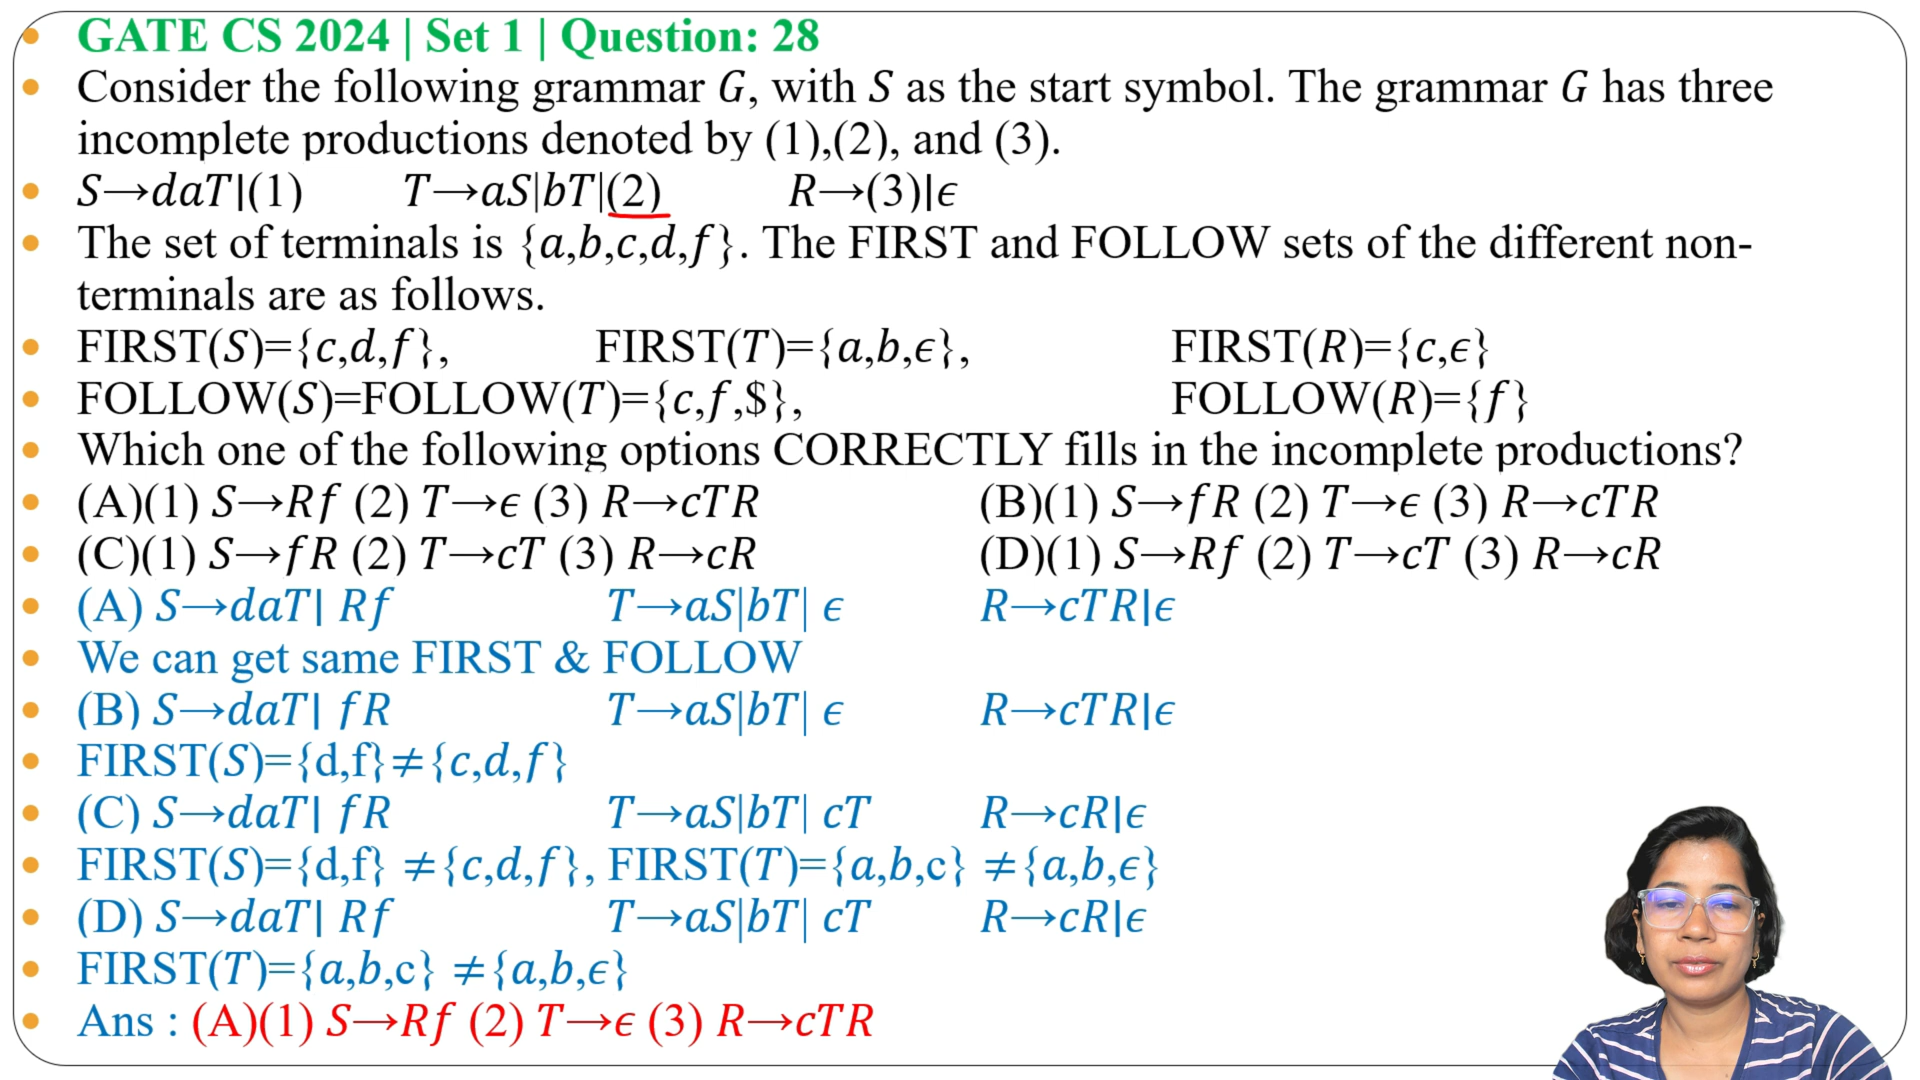 GATE CS 2024 | Set 1 | Question: 28
Consider the following grammar G, with S as the start symbol. The grammar G has three
incomplete productions denoted by (1),(2), and (3).
S→daT|(1) T→aS|bT|(2) R→(3)|ϵ
The set of terminals is {a,b,c,d,f}. The FIRST and FOLLOW sets of the different non-
terminals are as follows.
FIRST(S)={c,d,f}, FIRST(T)={a,b,ϵ}, FIRST(R)={c,ϵ}
FOLLOW(S)=FOLLOW(T)={c,f,$}, FOLLOW(R)={f}
Which one of the following options CORRECTLY fills in the incomplete productions?
(A)(1) S→Rf (2) T→ϵ (3) R→cTR (B)(1) S→fR (2) T→ϵ (3) R→cTR
(C)(1) S→fR (2) T→cT (3) R→cR (D)(1) S→Rf (2) T→cT (3) R→cR
(A) S→daT| Rf T→aS|bT| ϵ R→cTR|ϵ
We can get same FIRST & FOLLOW
(B) S→daT| fR T→aS|bT| ϵ R→cTR|ϵ
FIRST(S)={d,f}≠{c,d,f}
(C) S→daT| fR T→aS|bT| cT R→cR|ϵ
FIRST(S)={d,f} ≠{c,d,f}, FIRST(T)={a,b,c} ≠{a,b,ϵ}
(D) S→daT| Rf T→aS|bT| cT R→cR|ϵ
FIRST(T)={a,b,c} ≠{a,b,ϵ}
Ans : (A)(1) S→Rf (2) T→ϵ (3) R→cTR